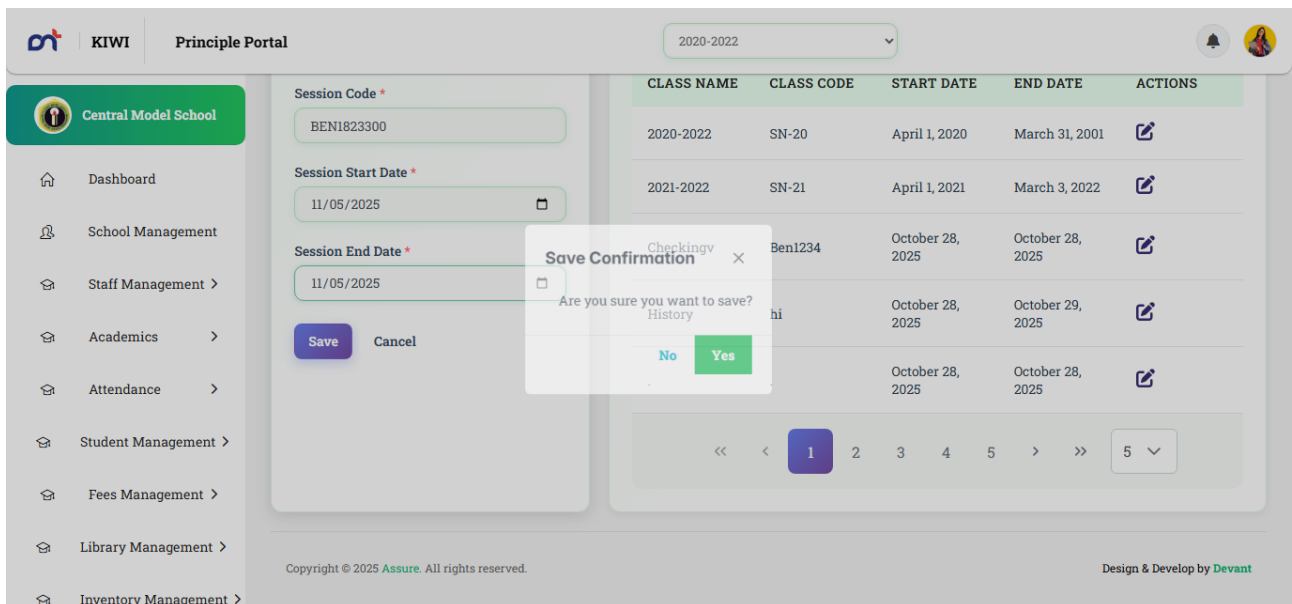 KIWI
Principle Portal
2020-2022
Central Model School
Dashboard
School Management
Staff Management
Academics
Attendance
Student Management
Fees Management
Library Management
Inventory Management
Session Code *
BEN1823300
Session Start Date *
11/05/2025
Session End Date *
11/05/2025
Save Cancel
CLASS NAME CLASS CODE START DATE END DATE ACTIONS
2020-2022 SN-20 April 1, 2020 March 31, 2001
2021-2022 SN-21 April 1, 2021 March 3, 2022
Checkingv Ben1234 October 28, 2025 October 28, 2025
History hi October 28, 2025 October 29, 2025
October 28, 2025 October 28, 2025
Save Confirmation
Are you sure you want to save?
No Yes
1 2 3 4 5 5
Copyright © 2025 Assure. All rights reserved.
Design & Develop by Devant